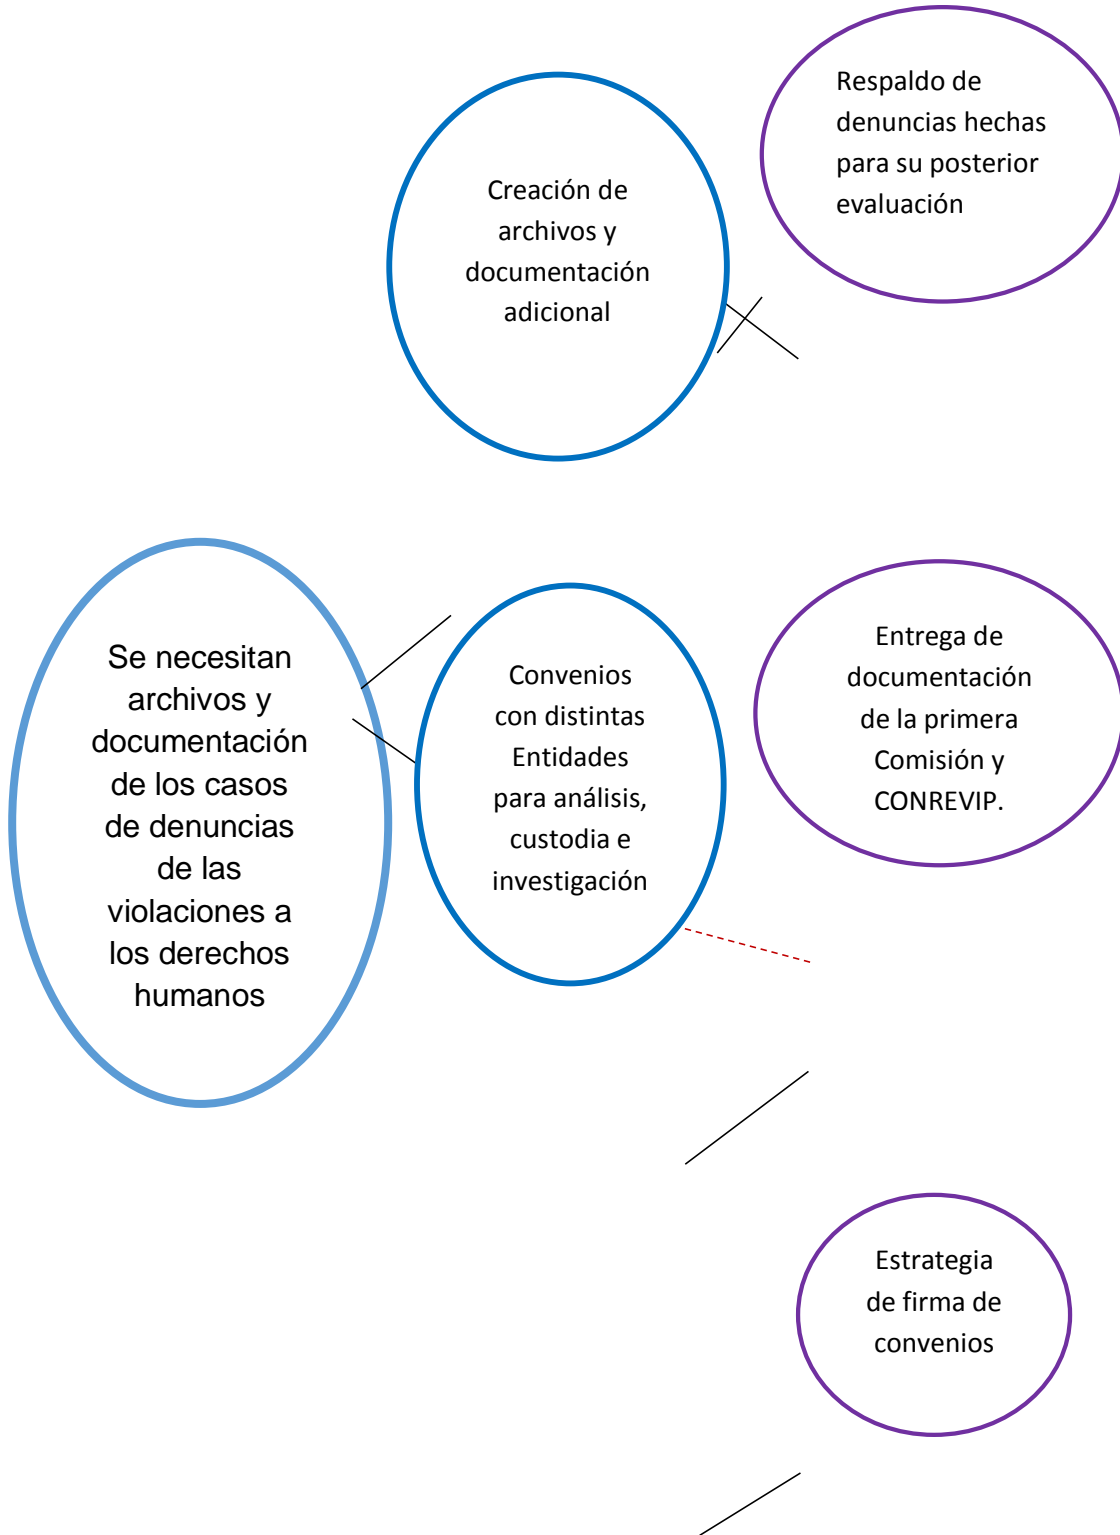 Respaldo de
denuncias hechas
para su posterior
evaluación
Creación de
archivos y
documentación
adicional
Se necesitan
archivos y
documentación
de los casos
de denuncias
de las
violaciones a
los derechos
humanos
Convenios
con distintas
Entidades
para análisis,
custodia e
investigación
Entrega de
documentación
de la primera
Comisión y
CONREVIP.
Estrategia
de firma de
convenios